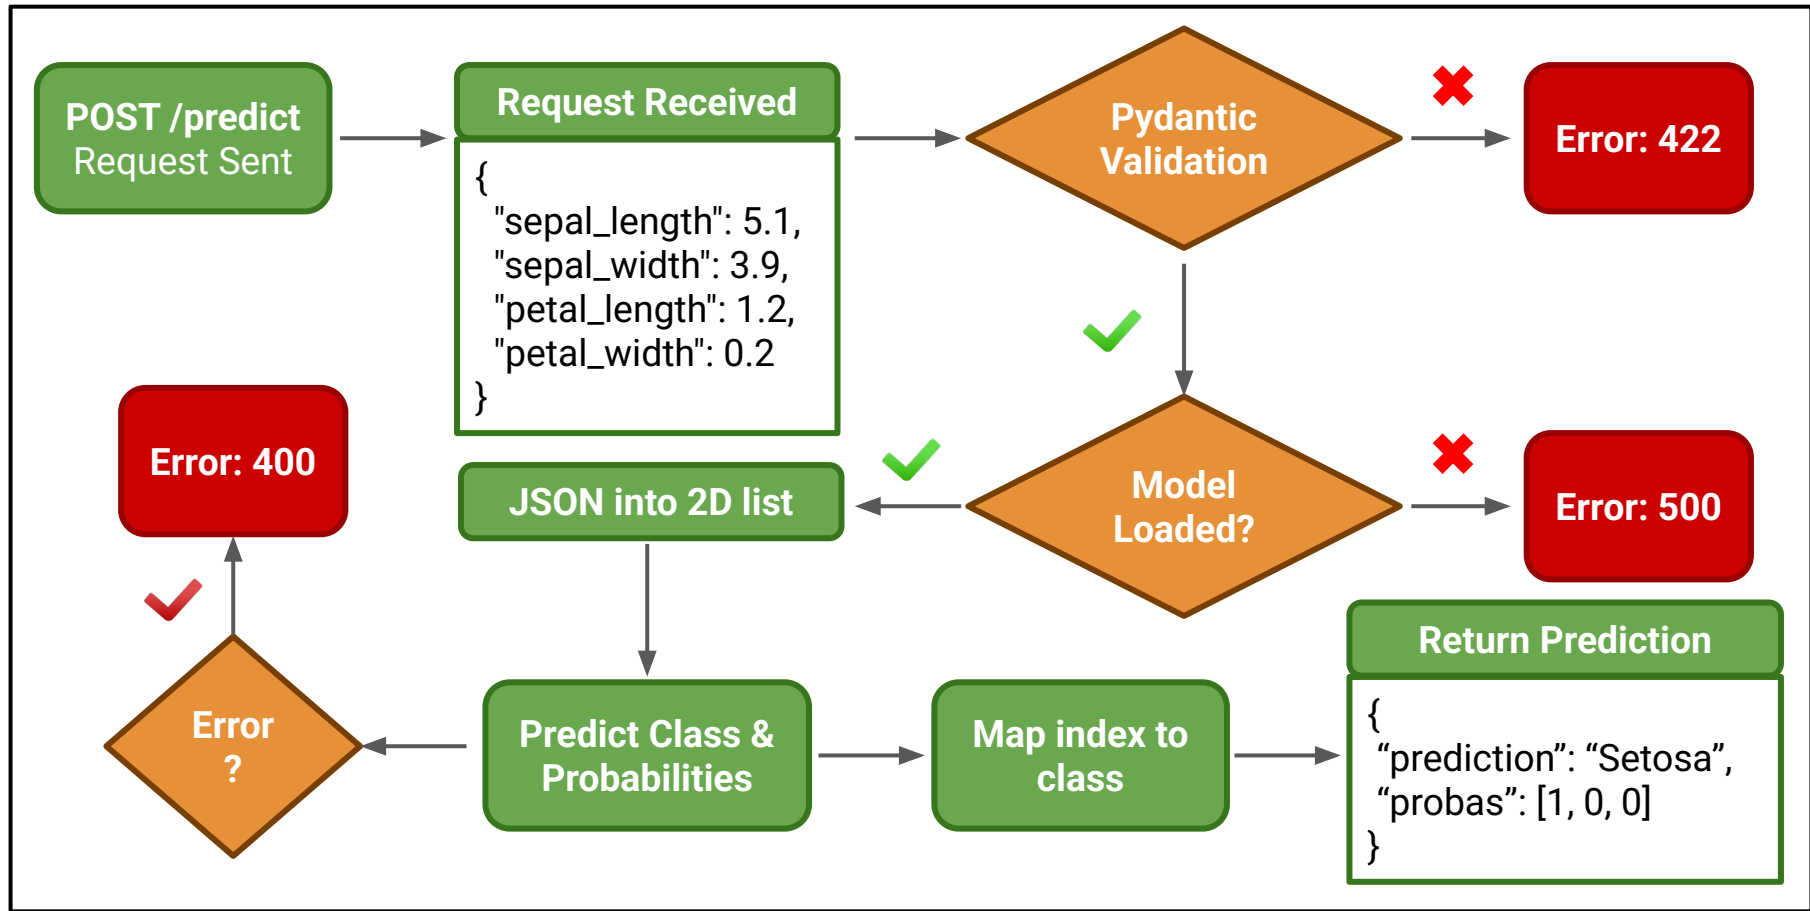 POST /predict
Request Sent
Request Received
{
"sepal_length": 5.1,
"sepal_width": 3.9,
"petal_length": 1.2,
"petal_width": 0.2
}
Pydantic
Validation
Error: 422
Model
Loaded?
Error: 500
JSON into 2D list
Predict Class &
Probabilities
Error
?
Error: 400
Map index to
class
Return Prediction
{
“prediction”: “Setosa”,
“probas”: [1, 0, 0]
}